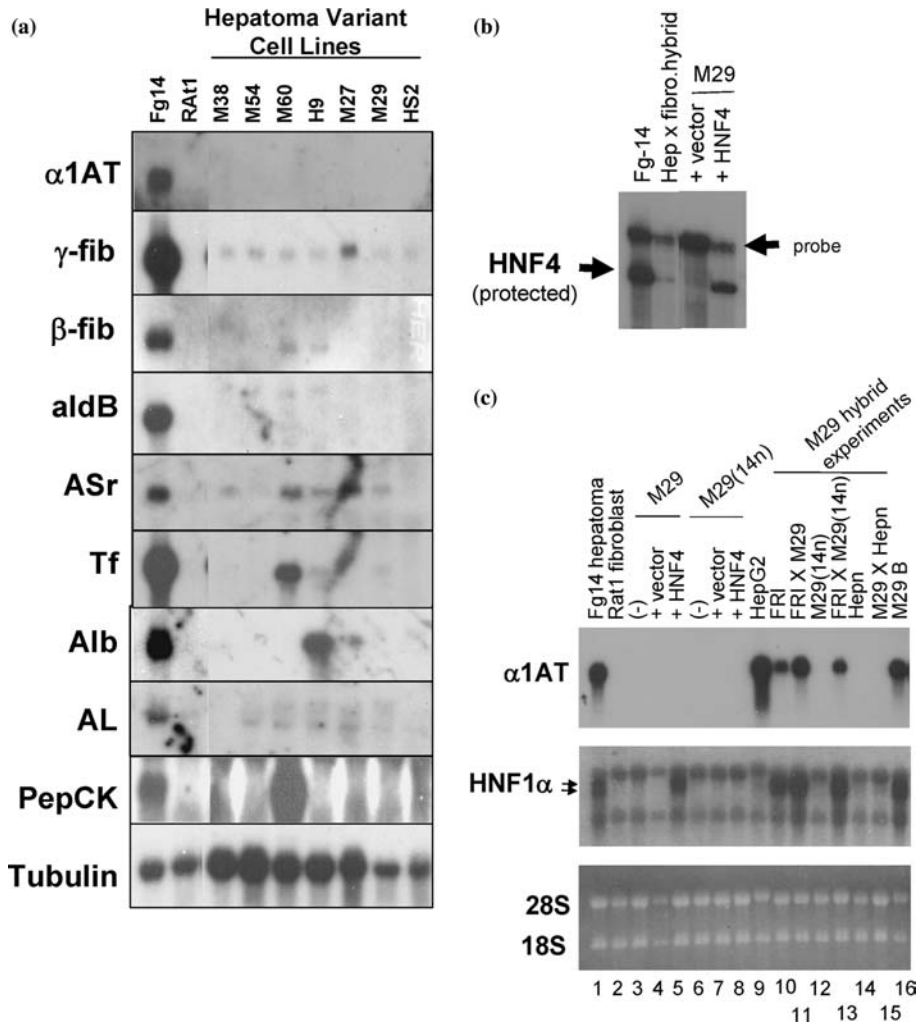 (a)
Hepatoma Variant
Cell Lines
Fg14
RAt1
M38
M54
M60
H9
M27
M29
HS2
α1AT
γ-fib
β-fib
aldB
ASr
Tf
Alb
AL
PepCK
Tubulin
(b)
M29
Fg-14
Hep x fibro.hybrid
+ vector
+ HNF4
HNF4
(protected)
probe
(c)
M29 hybrid
experiments
M29
M29(14n)
Fg14 hepatoma
Rat1 fibroblast
(-)
+ vector
+ HNF4
(-)
+ vector
+ HNF4
HepG2
FRI
FRI X M29
M29(14n)
FRI X M29(14n)
Hepn
M29 X Hepn
M29 B
α1AT
HNF1α
28S
18S
1 2 3 4 5 6 7 8 9 10 12 14 16
11 13 15